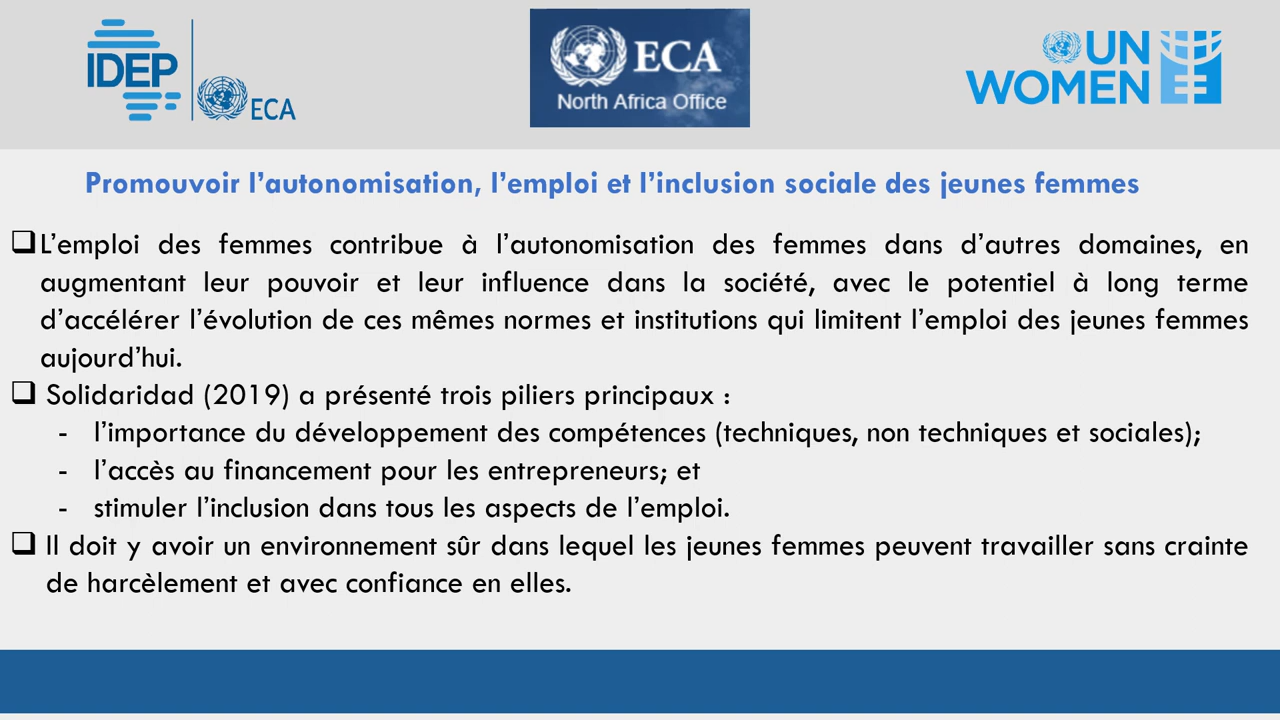 IDEP
ECA
ECA
North Africa Office
UN
WOMEN
Promouvoir l’autonomisation, l’emploi et l’inclusion sociale des jeunes femmes
❑L’emploi des femmes contribue à l’autonomisation des femmes dans d’autres domaines, en
augmentant leur pouvoir et leur influence dans la société, avec le potentiel à long terme
d’accélérer l’évolution de ces mêmes normes et institutions qui limitent l’emploi des jeunes femmes
aujourd’hui.
❑ Solidaridad (2019) a présenté trois piliers principaux :
- l’importance du développement des compétences (techniques, non techniques et sociales);
- l’accès au financement pour les entrepreneurs; et
- stimuler l’inclusion dans tous les aspects de l’emploi.
❑ Il doit y avoir un environnement sûr dans lequel les jeunes femmes peuvent travailler sans crainte
de harcèlement et avec confiance en elles.